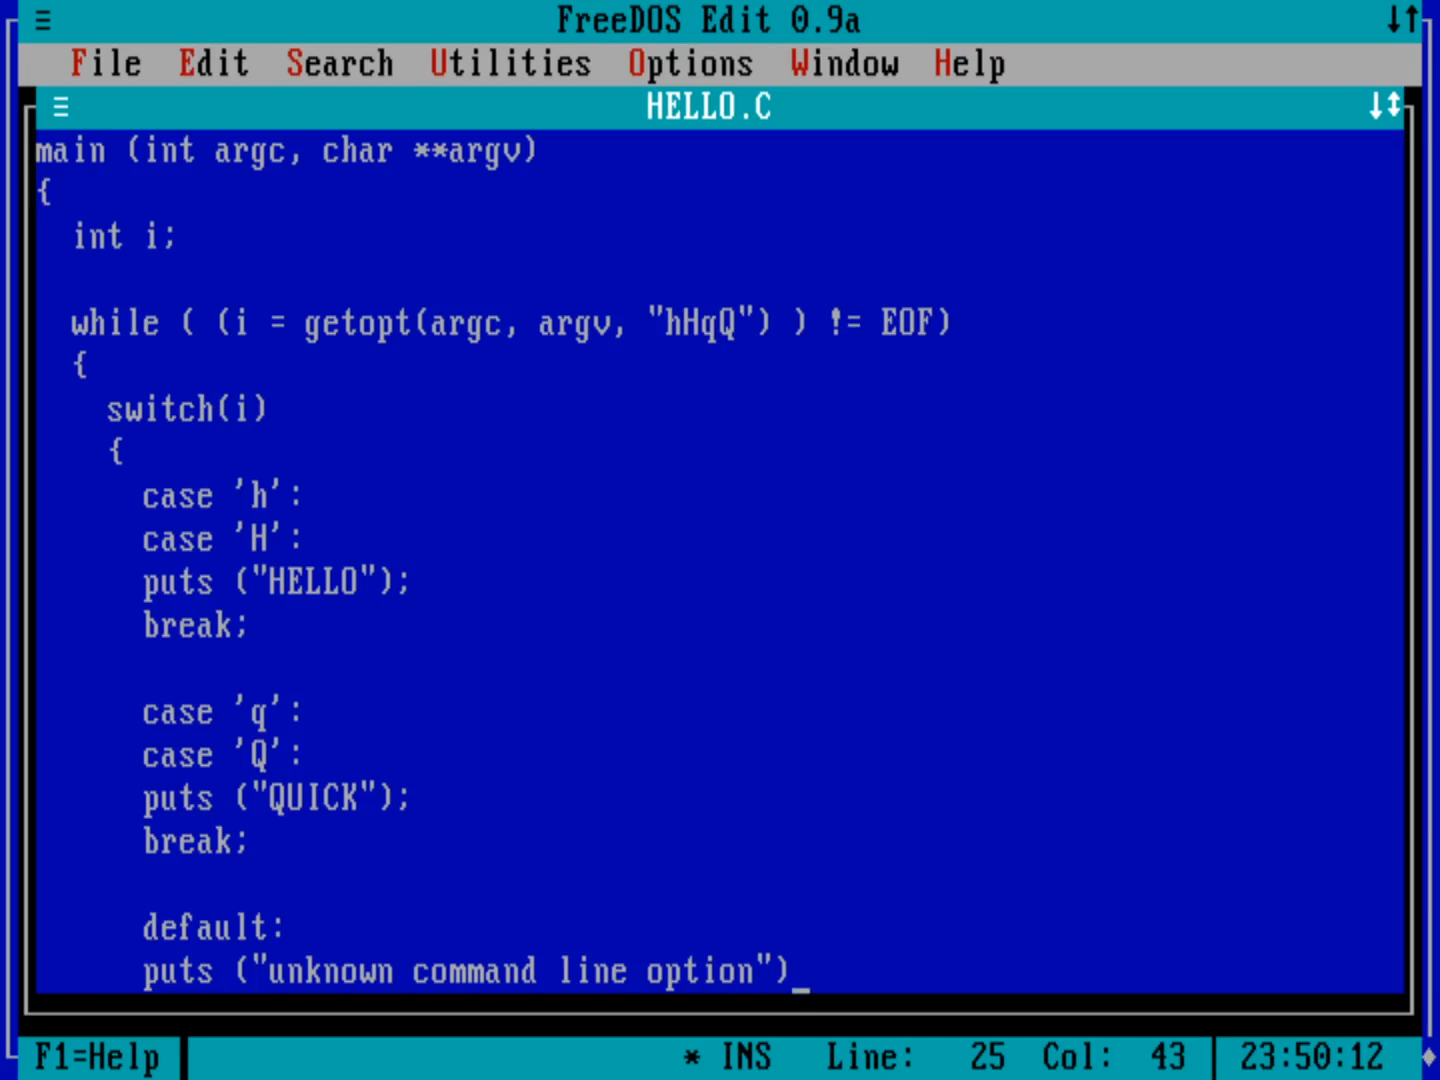 ≡ FreeDOS Edit 0.9a ↓↑
File Edit Search Utilities Options Window Help
≡ HELLO.C ↓↕
main (int argc, char **argv)
{
  int i;

  while ( (i = getopt(argc, argv, "hHqQ") ) != EOF)
  {
    switch(i)
    {
      case 'h':
      case 'H':
      puts ("HELLO");
      break;

      case 'q':
      case 'Q':
      puts ("QUICK");
      break;

      default:
      puts ("unknown command line option")_
F1=Help * INS Line: 25 Col: 43 23:50:12